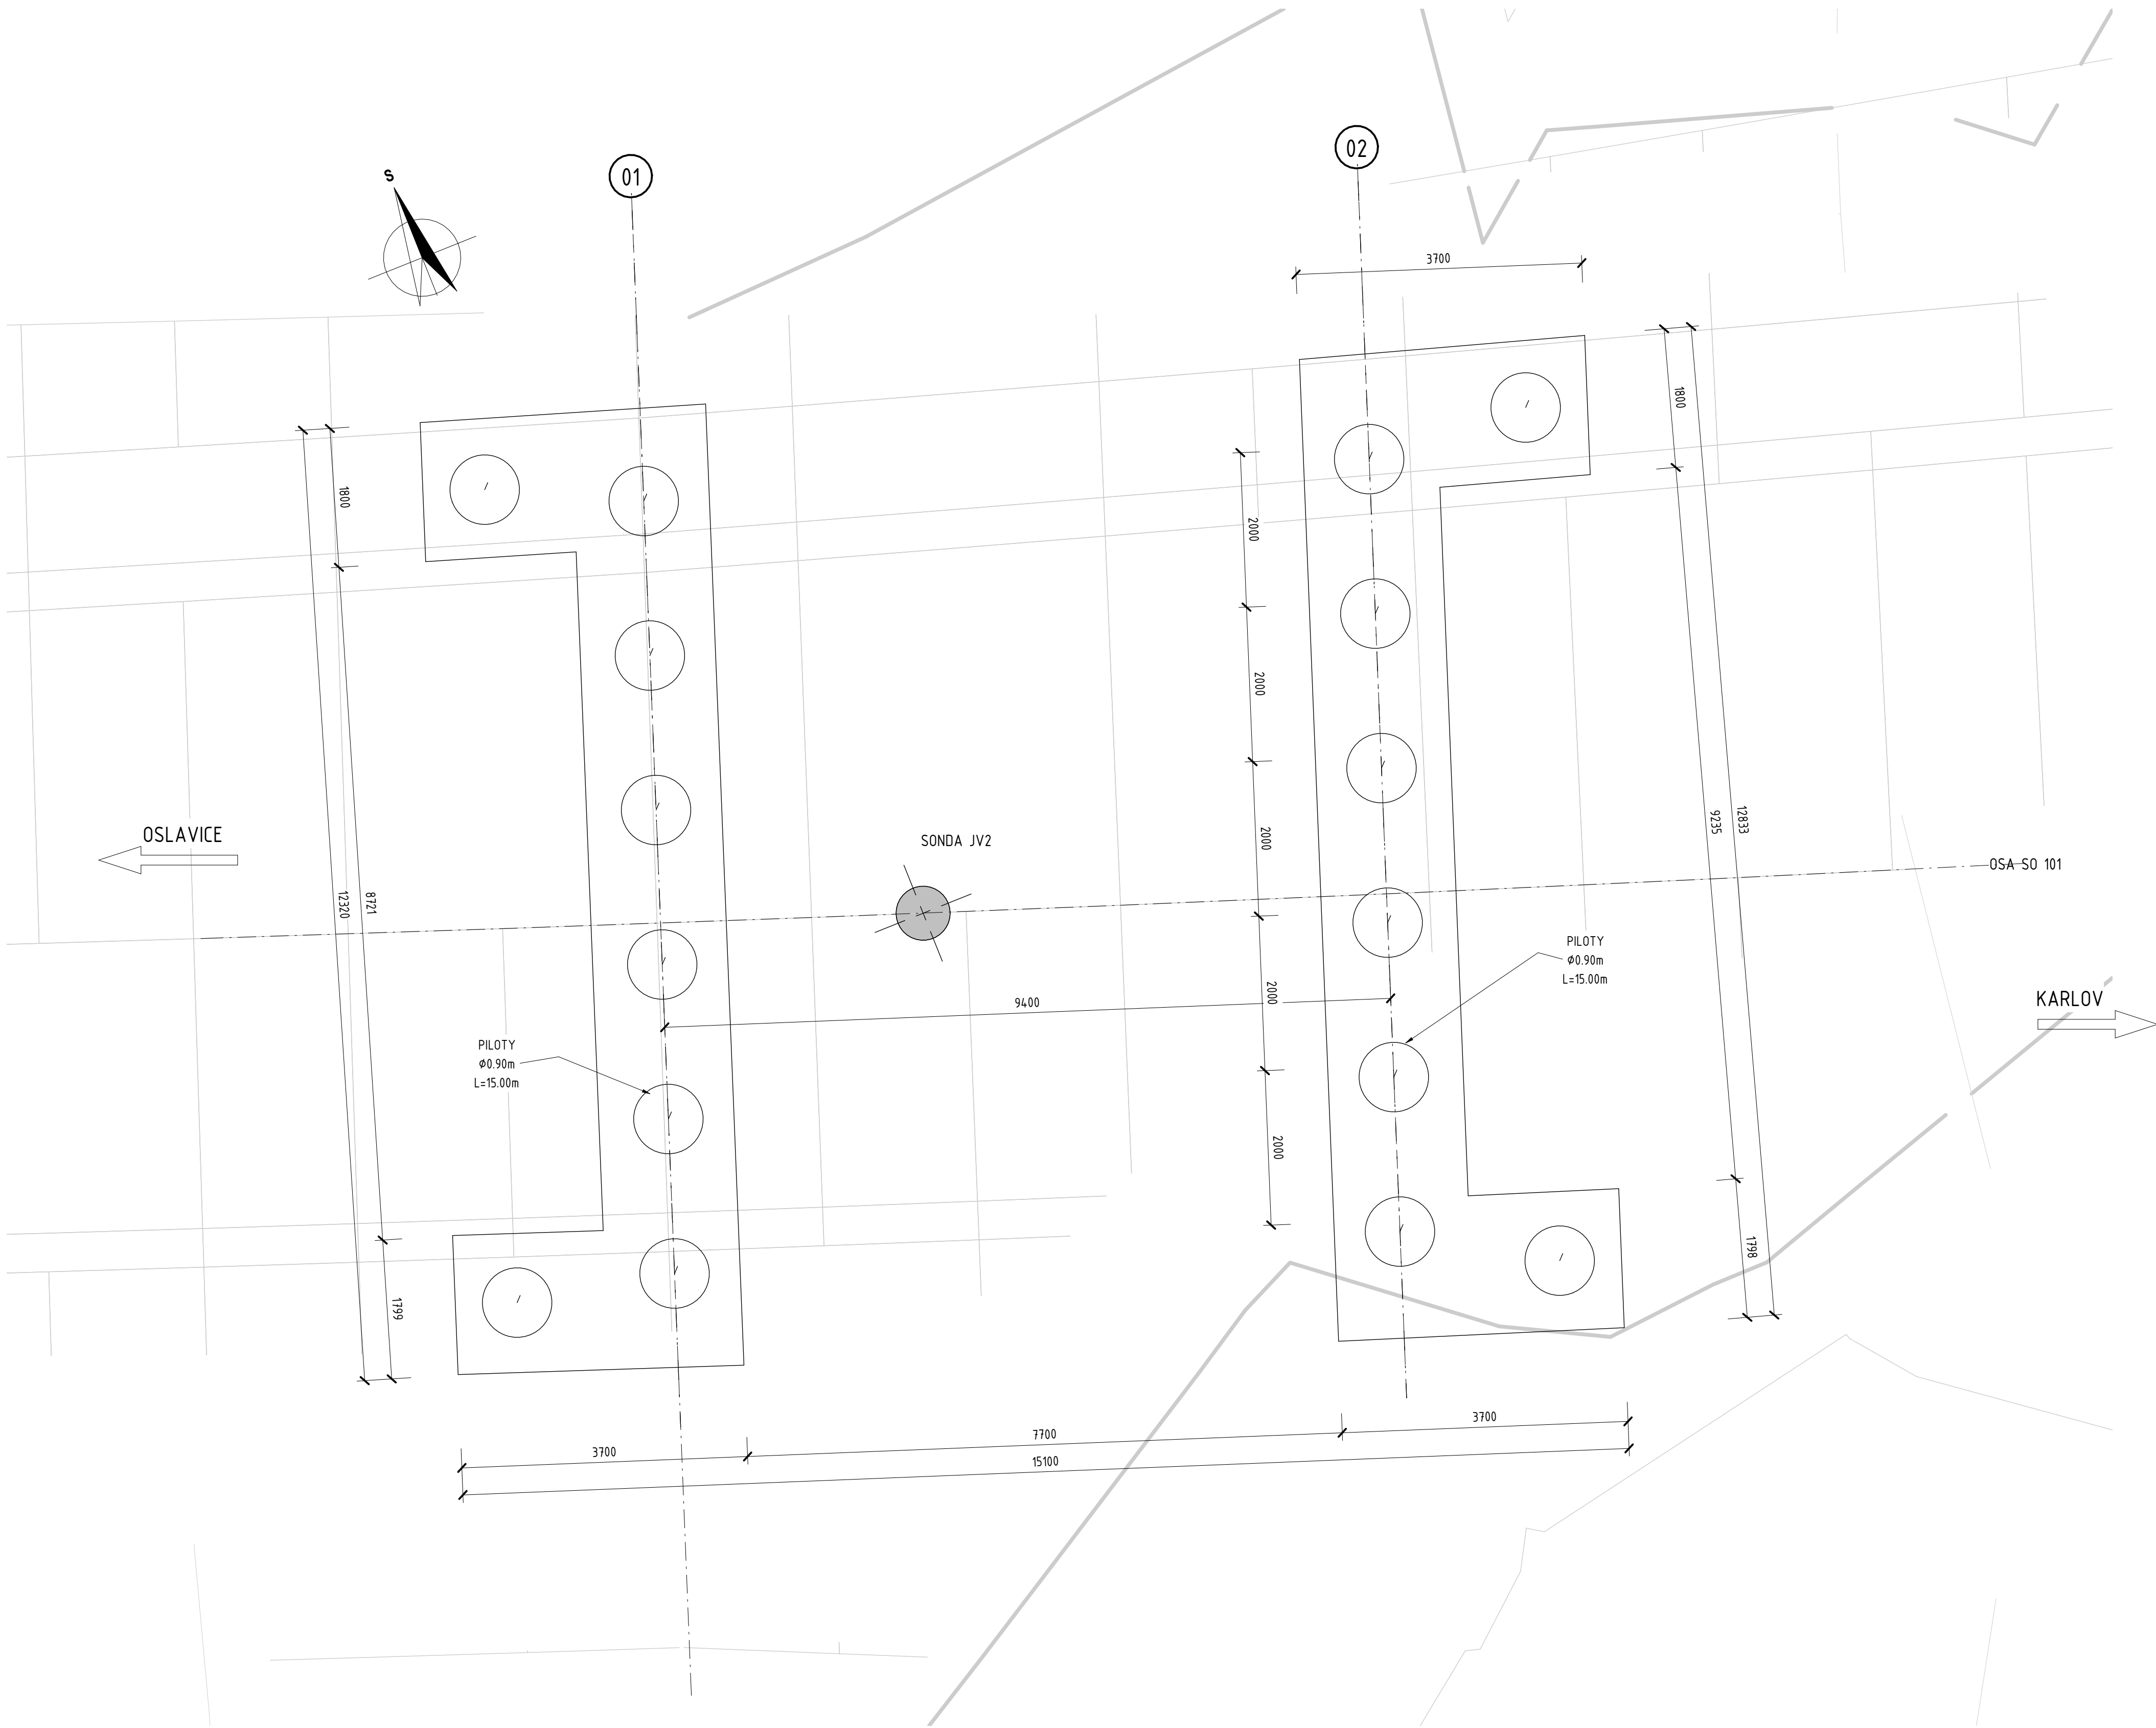 S
01
02
3700
1800
1800
2000
2000
2000
2000
2000
OSLAVICE
SONDA JV2
OSA SO 101
12320
8721
9235
12833
PILOTY
Ø0.90m
L=15.00m
9400
KARLOV
PILOTY
Ø0.90m
L=15.00m
1799
1798
3700
7700
3700
15100